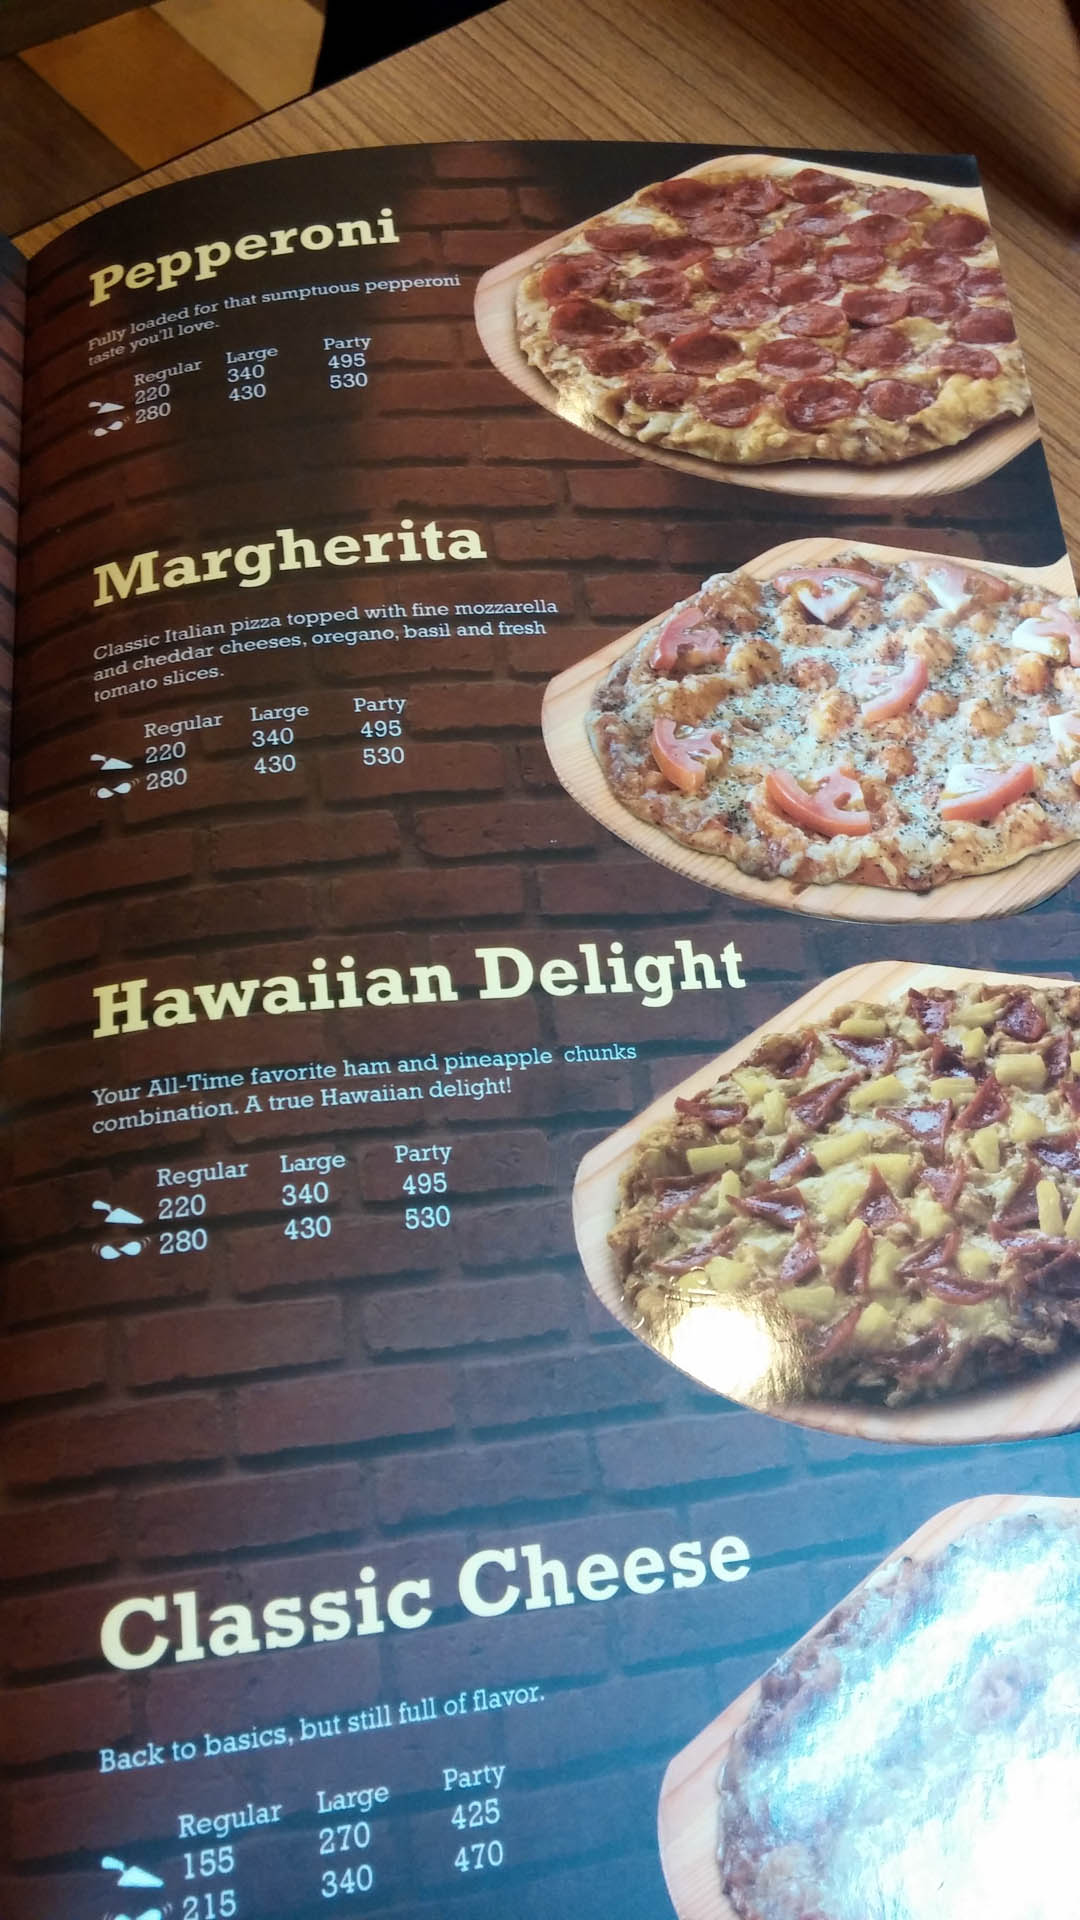 Pepperoni
Fully loaded for that sumptuous pepperoni
taste you'll love.
Regular Large Party
220 340 495
280 430 530
Margherita
Classic Italian pizza topped with fine mozzarella
and cheddar cheeses, oregano, basil and fresh
tomato slices.
Regular Large Party
220 340 495
280 430 530
Hawaiian Delight
Your All-Time favorite ham and pineapple chunks
combination. A true Hawaiian delight!
Regular Large Party
220 340 495
280 430 530
Classic Cheese
Back to basics, but still full of flavor.
Regular Large Party
155 270 425
215 340 470